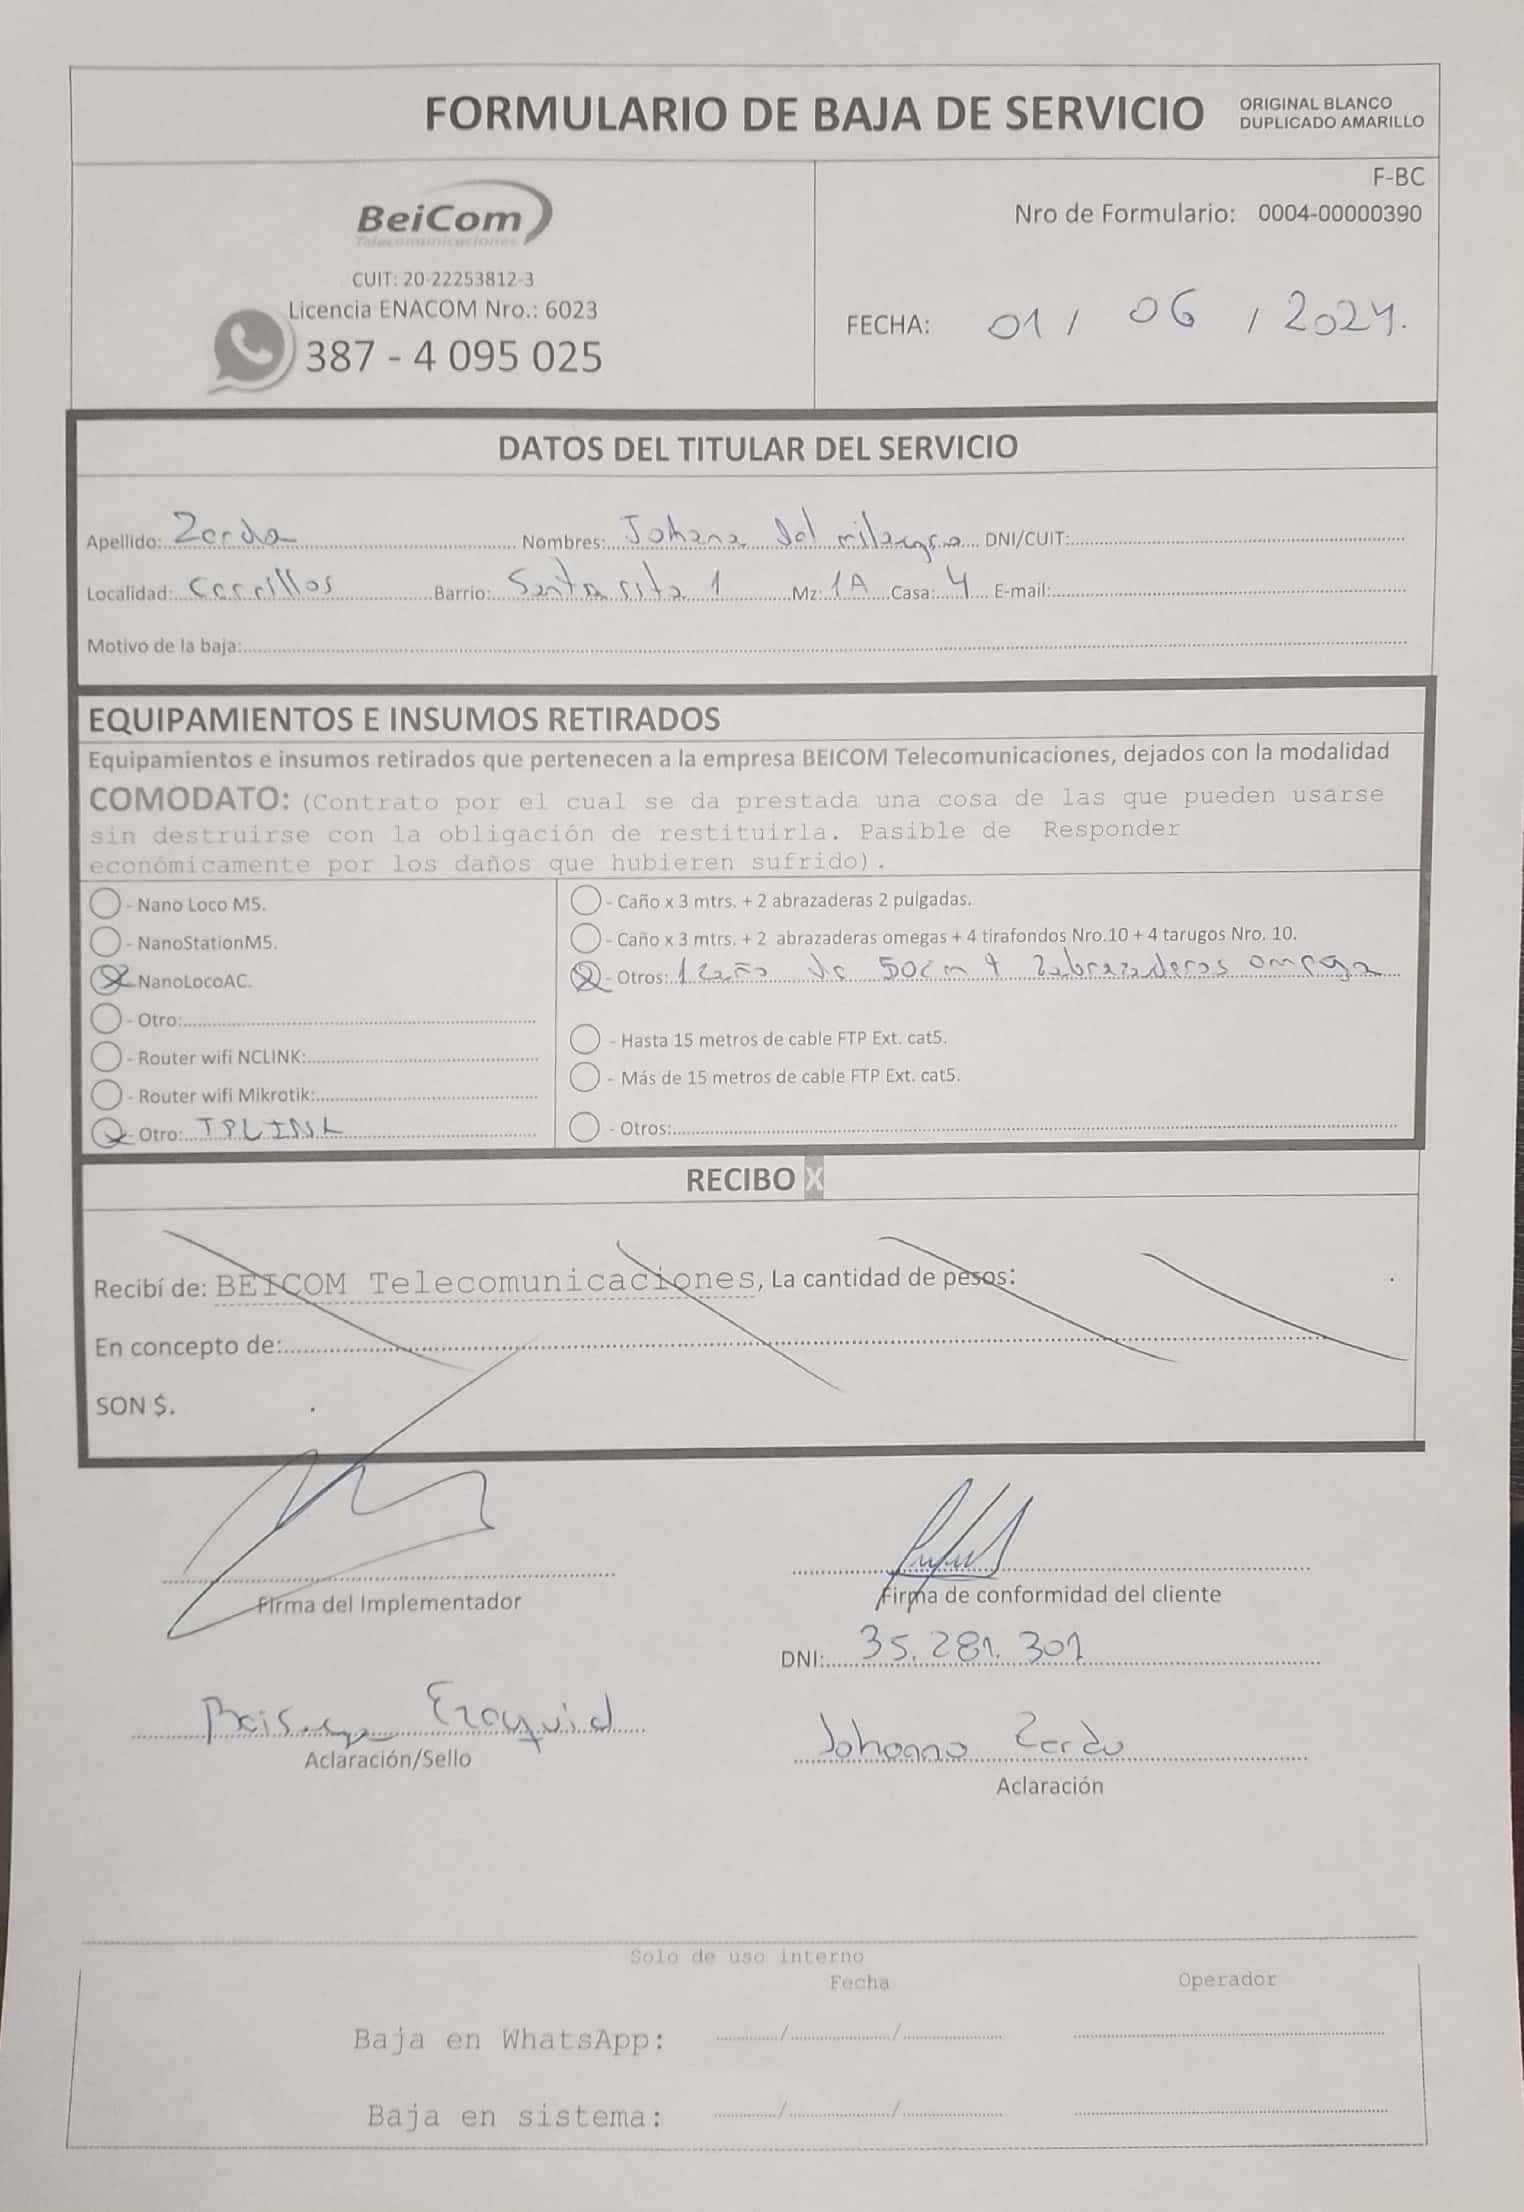 FORMULARIO DE BAJA DE SERVICIO
ORIGINAL BLANCO
DUPLICADO AMARILLO
BeiCom
Telecomunicaciones
CUIT: 20-22253812-3
Licencia ENACOM Nro.: 6023
387 - 4 095 025
F-BC
Nro de Formulario: 0004-00000390
FECHA: 01 / 06 / 2024.
DATOS DEL TITULAR DEL SERVICIO
Apellido: Zerda Nombres: Johana del milagro DNI/CUIT:
Localidad: Cerrillos Barrio: Santa rita 1 Mz: 1A Casa: 4 E-mail:
Motivo de la baja:
EQUIPAMIENTOS E INSUMOS RETIRADOS
Equipamientos e insumos retirados que pertenecen a la empresa BEICOM Telecomunicaciones, dejados con la modalidad
COMODATO: (Contrato por el cual se da prestada una cosa de las que pueden usarse
sin destruirse con la obligación de restituirla. Pasible de Responder
económicamente por los daños que hubieren sufrido).
- Nano Loco M5.
- NanoStationM5.
- NanoLocoAC.
- Otro:
- Router wifi NCLINK:
- Router wifi Mikrotik:
- Otro: TPLINK
- Caño x 3 mtrs. + 2 abrazaderas 2 pulgadas.
- Caño x 3 mtrs. + 2 abrazaderas omegas + 4 tirafondos Nro.10 + 4 tarugos Nro. 10.
- Otros: 1 caño de 50cm + 2abrazaderas omega
- Hasta 15 metros de cable FTP Ext. cat5.
- Más de 15 metros de cable FTP Ext. cat5.
- Otros:
RECIBO X
Recibí de: BEICOM Telecomunicaciones, La cantidad de pesos:
En concepto de:
SON $.
Firma del Implementador
Firma de conformidad del cliente
DNI: 35.281.301
Ezequiel
Aclaración/Sello
Johanna Zerda
Aclaración
Solo de uso interno
Fecha Operador
Baja en WhatsApp: / /
Baja en sistema: / /